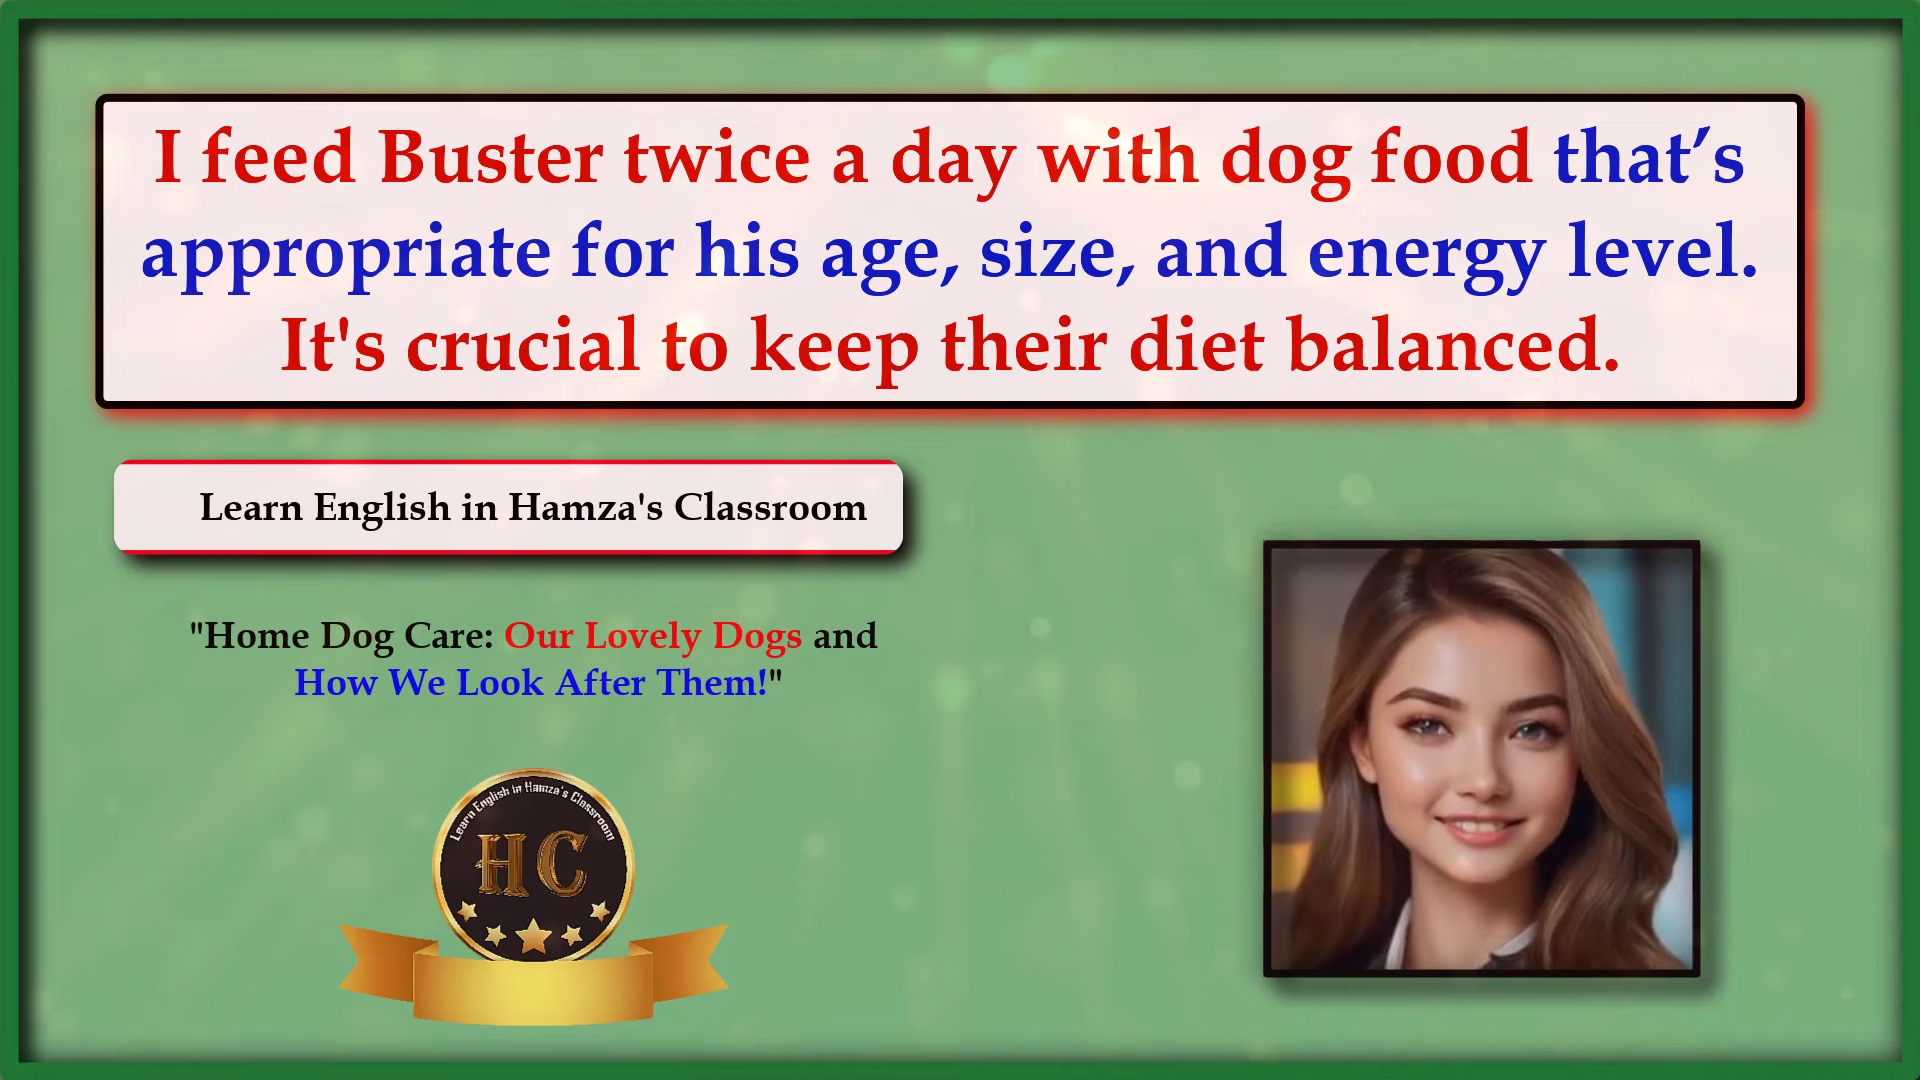 I feed Buster twice a day with dog food that’s
appropriate for his age, size, and energy level.
It's crucial to keep their diet balanced.
Learn English in Hamza's Classroom
"Home Dog Care: Our Lovely Dogs and
How We Look After Them!"
Learn English in Hamza's Classroom
HC